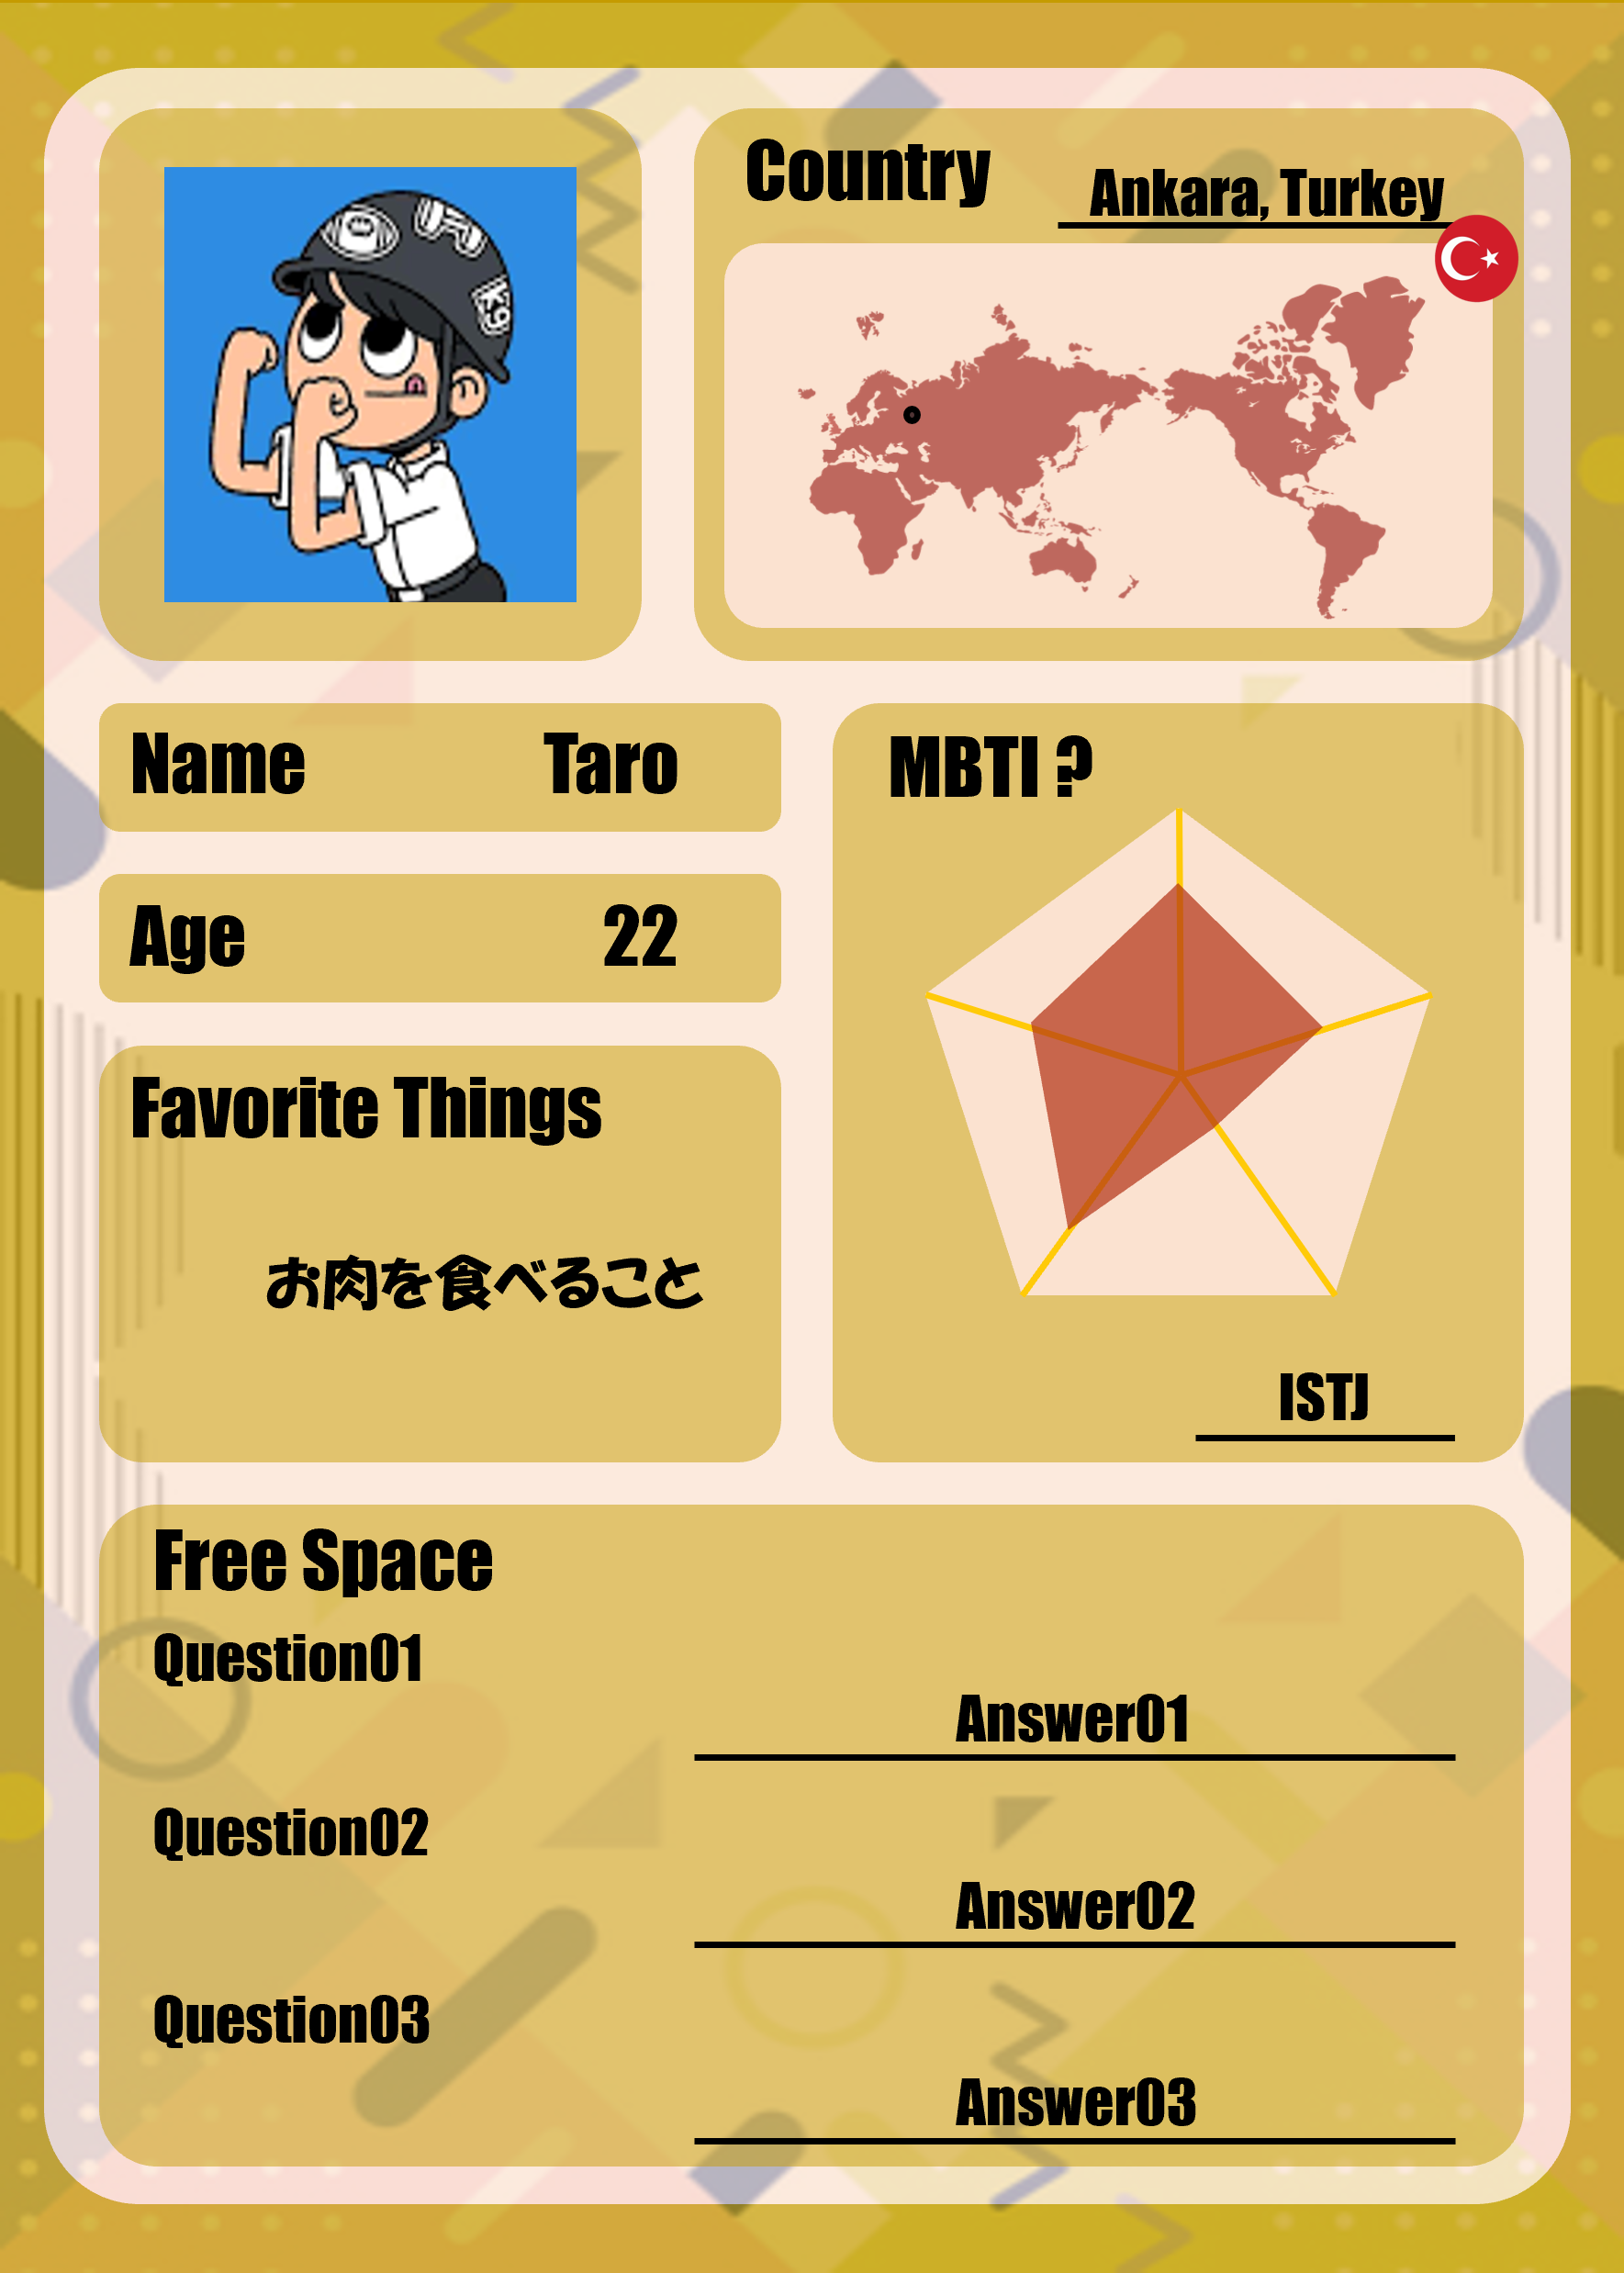 Country
Ankara, Turkey
K9
Name Taro
Age 22
Favorite Things
お肉を食べること
MBTI ?
ISTJ
Free Space
Question01
Answer01
Question02
Answer02
Question03
Answer03